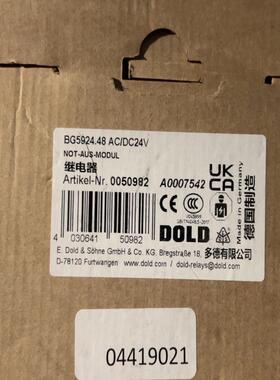 BG5924.48 AC/DC24V
NOT-AUS-MODUL
继电器
Artikel-Nr. 0050982 A0007542
UK
CA
CCC
4 030641 50982
DOLD
E. Dold & Söhne GmbH & Co. KG, Bregstraße 18, 多德有限公司
D-78120 Furtwangen www.dold.com dold-relays@dold.com
Made in Germany
德国制造
04419021